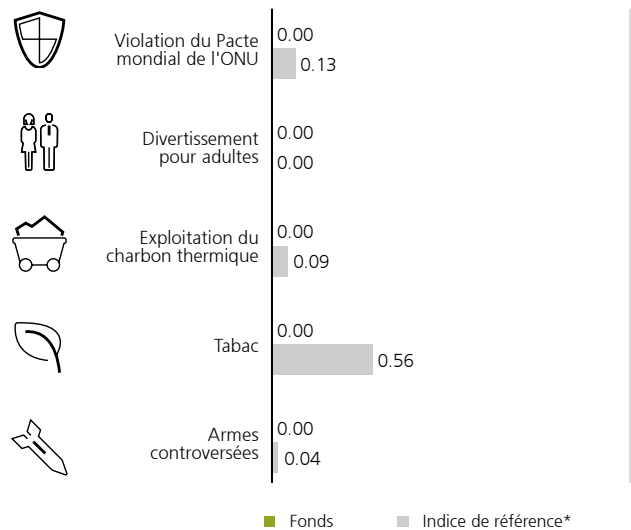 Violation du Pacte
mondial de l'ONU
0.00
0.13
Divertissement
pour adultes
0.00
0.00
Exploitation du
charbon thermique
0.00
0.09
Tabac
0.00
0.56
Armes
controversées
0.00
0.04
Fonds
Indice de référence*